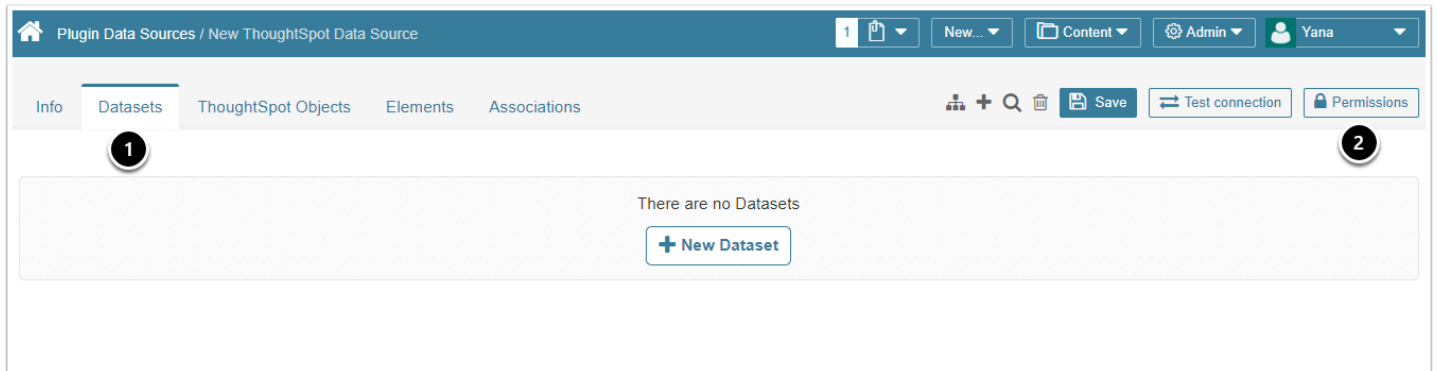 Plugin Data Sources / New ThoughtSpot Data Source 1 New... Content Admin Yana
Info Datasets ThoughtSpot Objects Elements Associations Save Test connection Permissions
1 2
There are no Datasets
New Dataset